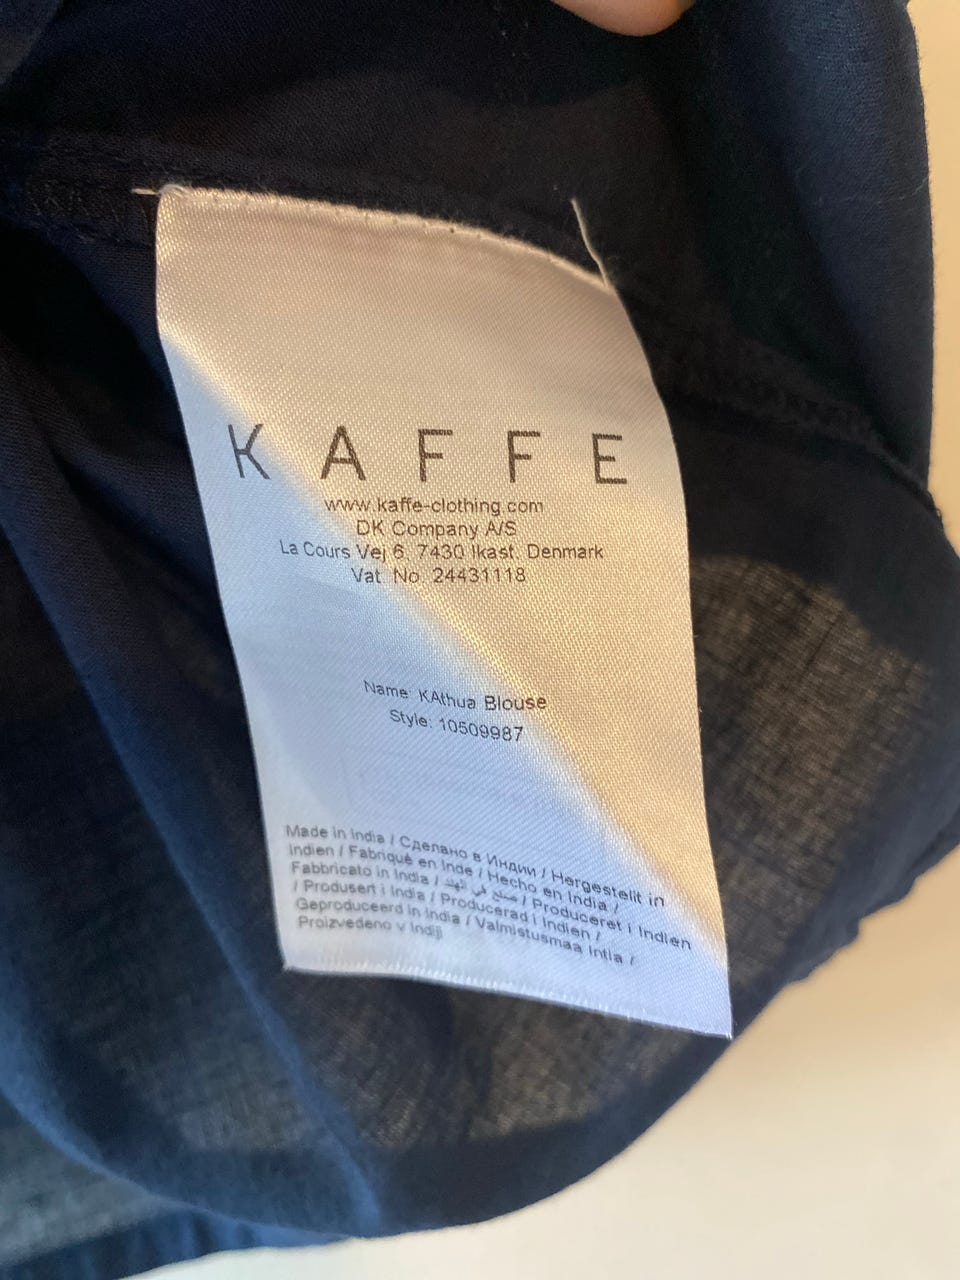 KAFFE
www.kaffe-clothing.com
DK Company A/S
La Cours Vej 6, 7430 Ikast, Denmark
Vat. No. 24431118
Name: KAthua Blouse
Style: 10509987
Made in India / Сделано в Индии / Hergestellt in
Indien / Fabriqué en Inde / Hecho en India /
Fabbricato in India / صنع في الهند / Produceret i Indien
/ Produsert i India / Producerad i Indien /
Geproduceerd in India / Valmistusmaa Intia /
Proizvedeno v Indiji